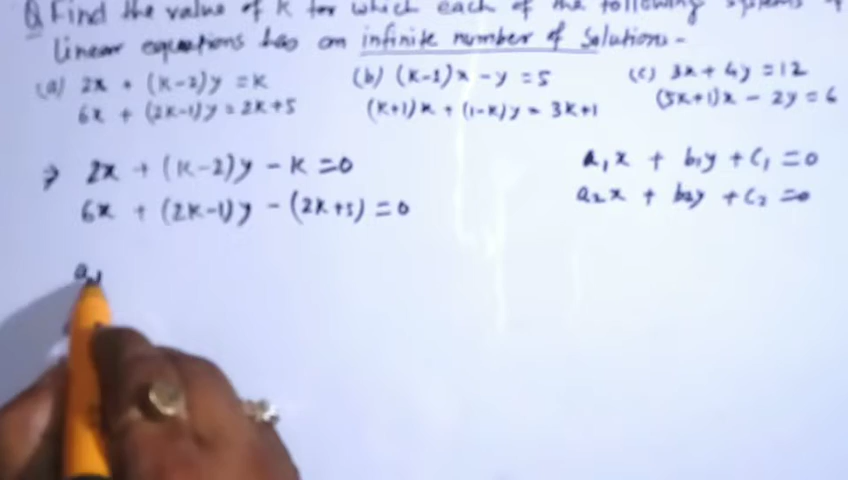 Q Find the value of K for which each of the following systems of
linear equations has an infinite number of solutions -
(a) 2x + (K-2)y = K (b) (K-3)x - y = 5 (c) 3x + 4y = 12
6x + (2K-1)y = 2K+5 (K+1)x + (1-K)y = 3K+1 (5K+1)x - 2y = 6
⇒ 2x + (K-2)y - K = 0 a₁x + b₁y + c₁ = 0
6x + (2K-1)y - (2K+5) = 0 a₂x + b₂y + c₂ = 0
a₁